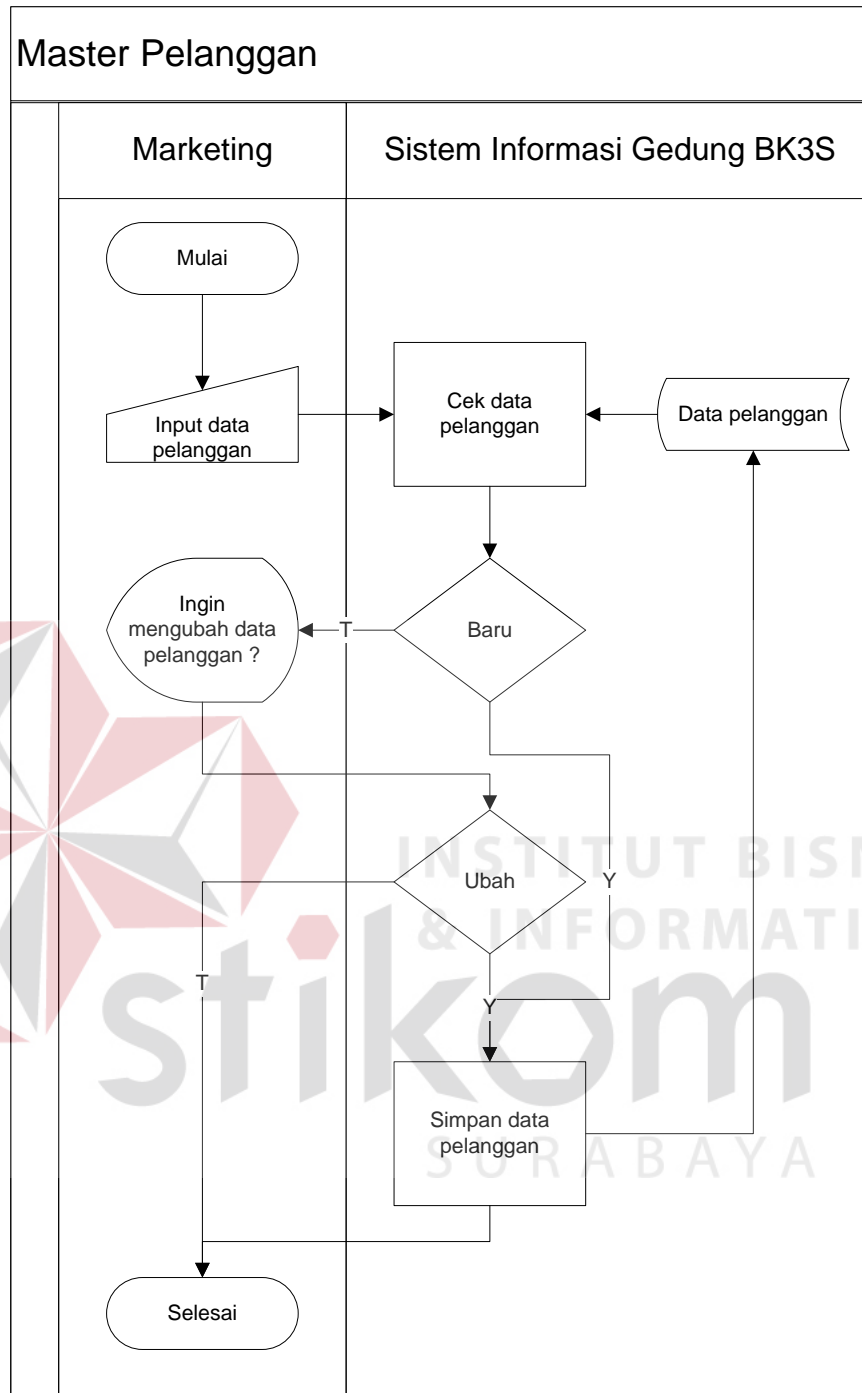 Master Pelanggan
Marketing
Sistem Informasi Gedung BK3S
Mulai
Input data
pelanggan
Cek data
pelanggan
Data pelanggan
Ingin
mengubah data
pelanggan ?
T
Baru
Ubah
Y
T
Y
Simpan data
pelanggan
Selesai
INSTITUT BISN
& INFORMATI
stikom
SURABAYA